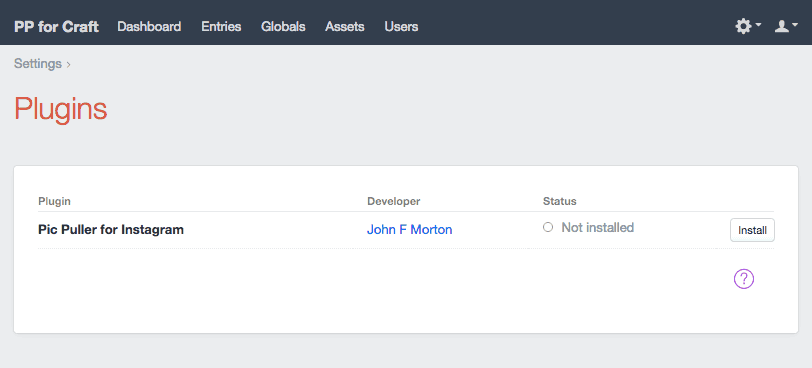 PP for Craft Dashboard Entries Globals Assets Users
Settings ›
Plugins
Plugin Developer Status
Pic Puller for Instagram John F Morton Not installed Install
?